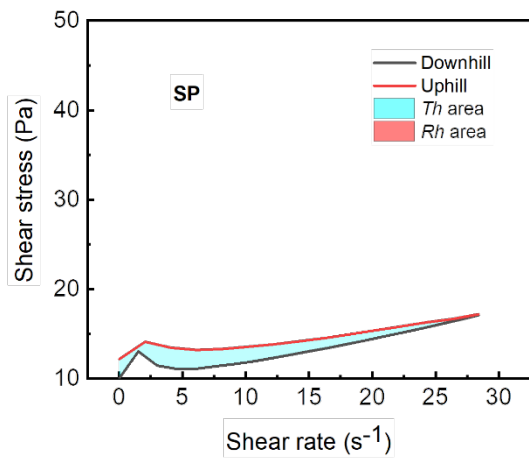 50
40
30
20
10
Shear stress (Pa)
SP
Downhill
Uphill
Th area
Rh area
0
5
10
15
20
25
30
Shear rate (s⁻¹)